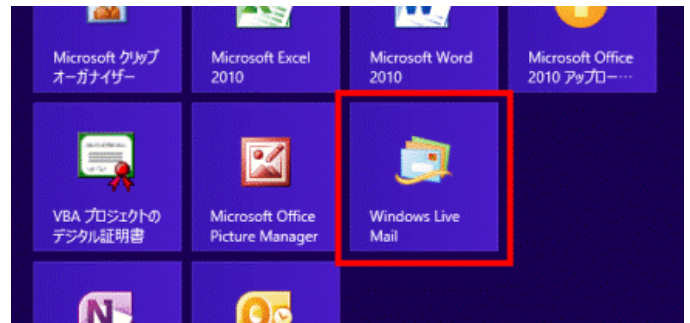 Microsoft クリップ
オーガナイザー
Microsoft Excel
2010
Microsoft Word
2010
Microsoft Office
2010 アップロー…
VBA プロジェクトの
デジタル証明書
Microsoft Office
Picture Manager
Windows Live
Mail